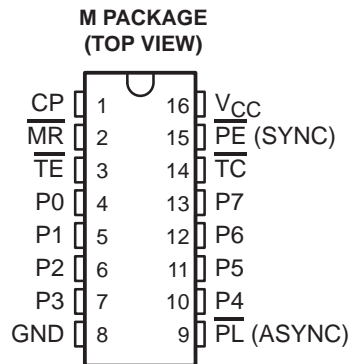 M PACKAGE
(TOP VIEW)
CP 1 16 VCC
MR 2 15 PE (SYNC)
TE 3 14 TC
P0 4 13 P7
P1 5 12 P6
P2 6 11 P5
P3 7 10 P4
GND 8 9 PL (ASYNC)